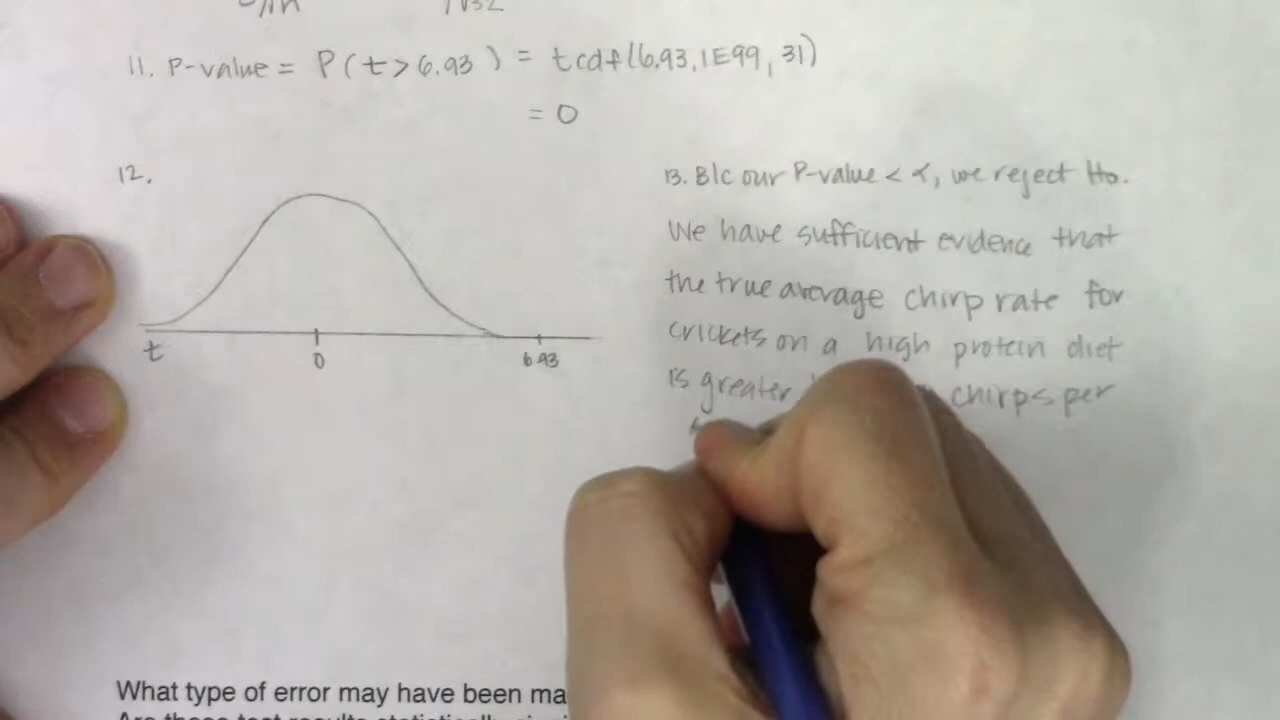 √32
11. P-value = P(t > 6.93) = tcdf(6.93, 1E99, 31)
= 0
12.
t
0
6.93
13. B/c our P-value < α, we reject Ho.
We have sufficient evidence that
the true average chirp rate for
crickets on a high protein diet
is greater chirps per
What type of error may have been